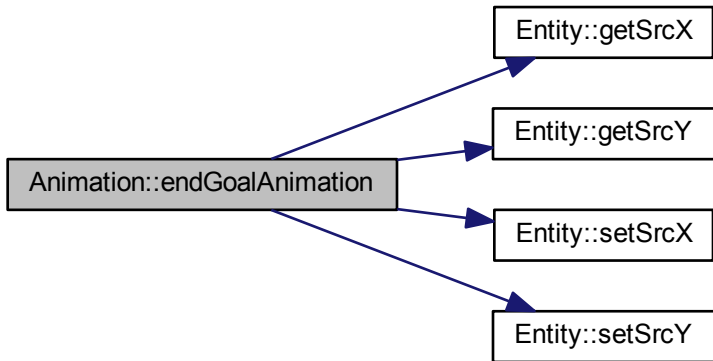 Entity::getSrcX
Entity::getSrcY
Animation::endGoalAnimation
Entity::setSrcX
Entity::setSrcY